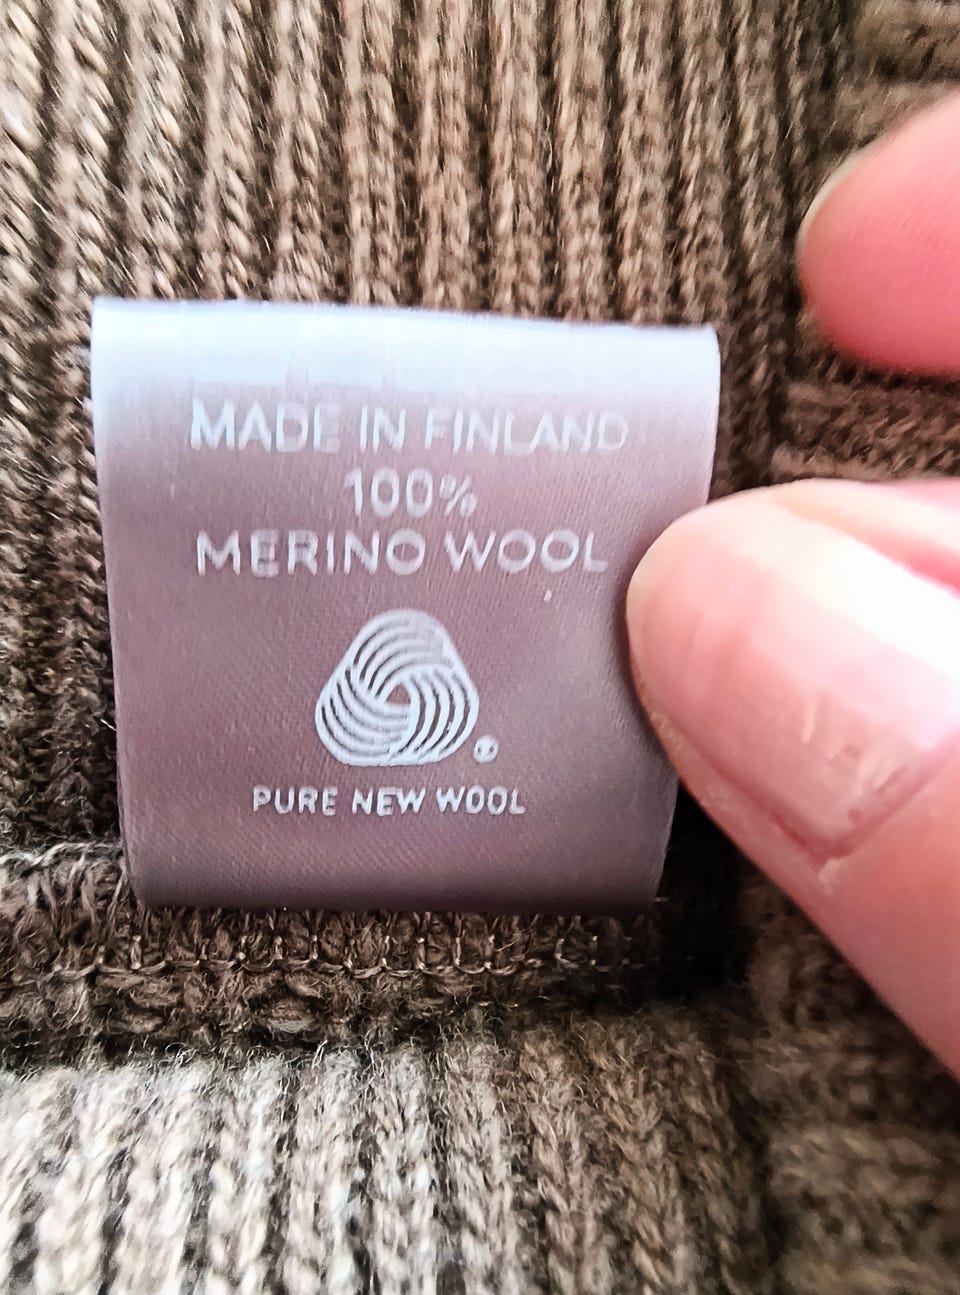 MADE IN FINLAND
100%
MERINO WOOL
®
PURE NEW WOOL